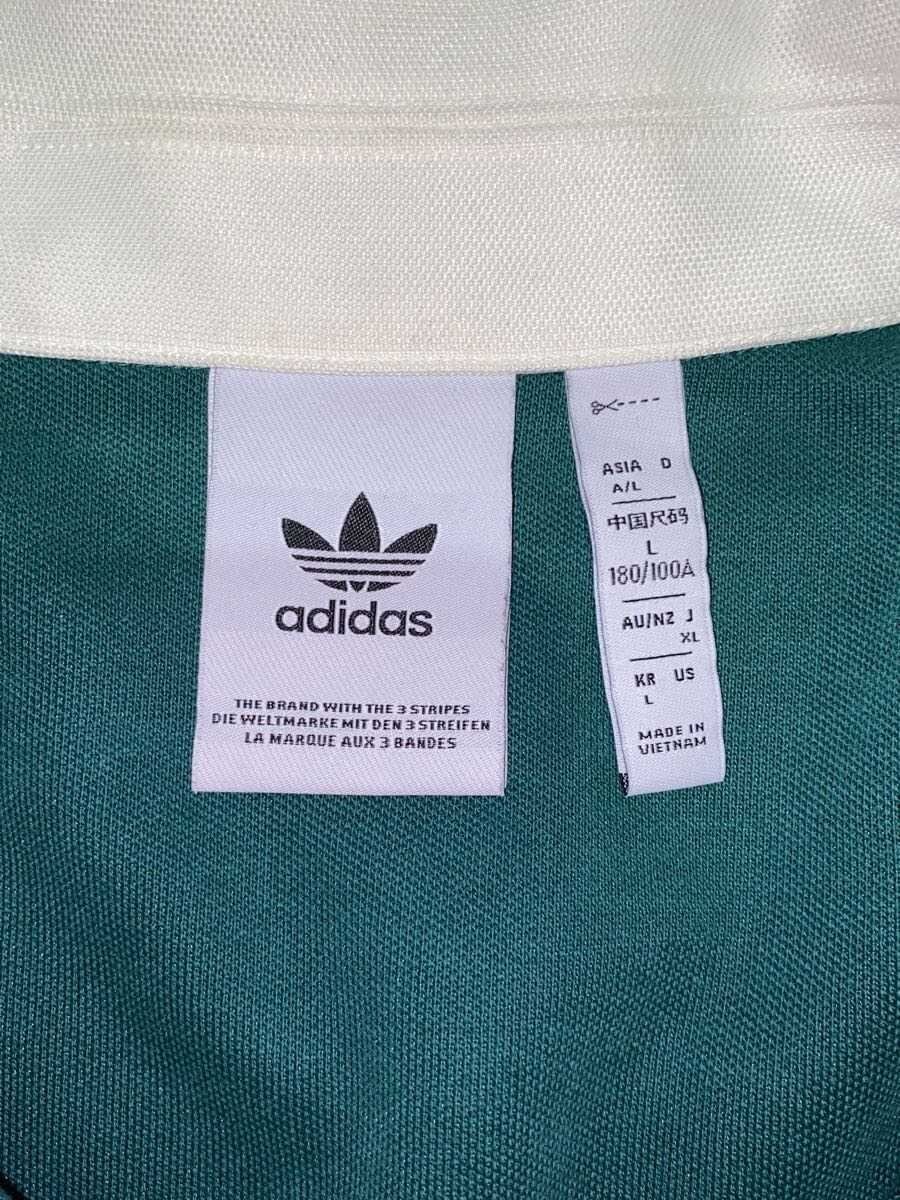 adidas
THE BRAND WITH THE 3 STRIPES
DIE WELTMARKE MIT DEN 3 STREIFEN
LA MARQUE AUX 3 BANDES
ASIA D
A/L
中国尺码
L
180/100A
AU/NZ J
XL
KR US
L
MADE IN
VIETNAM